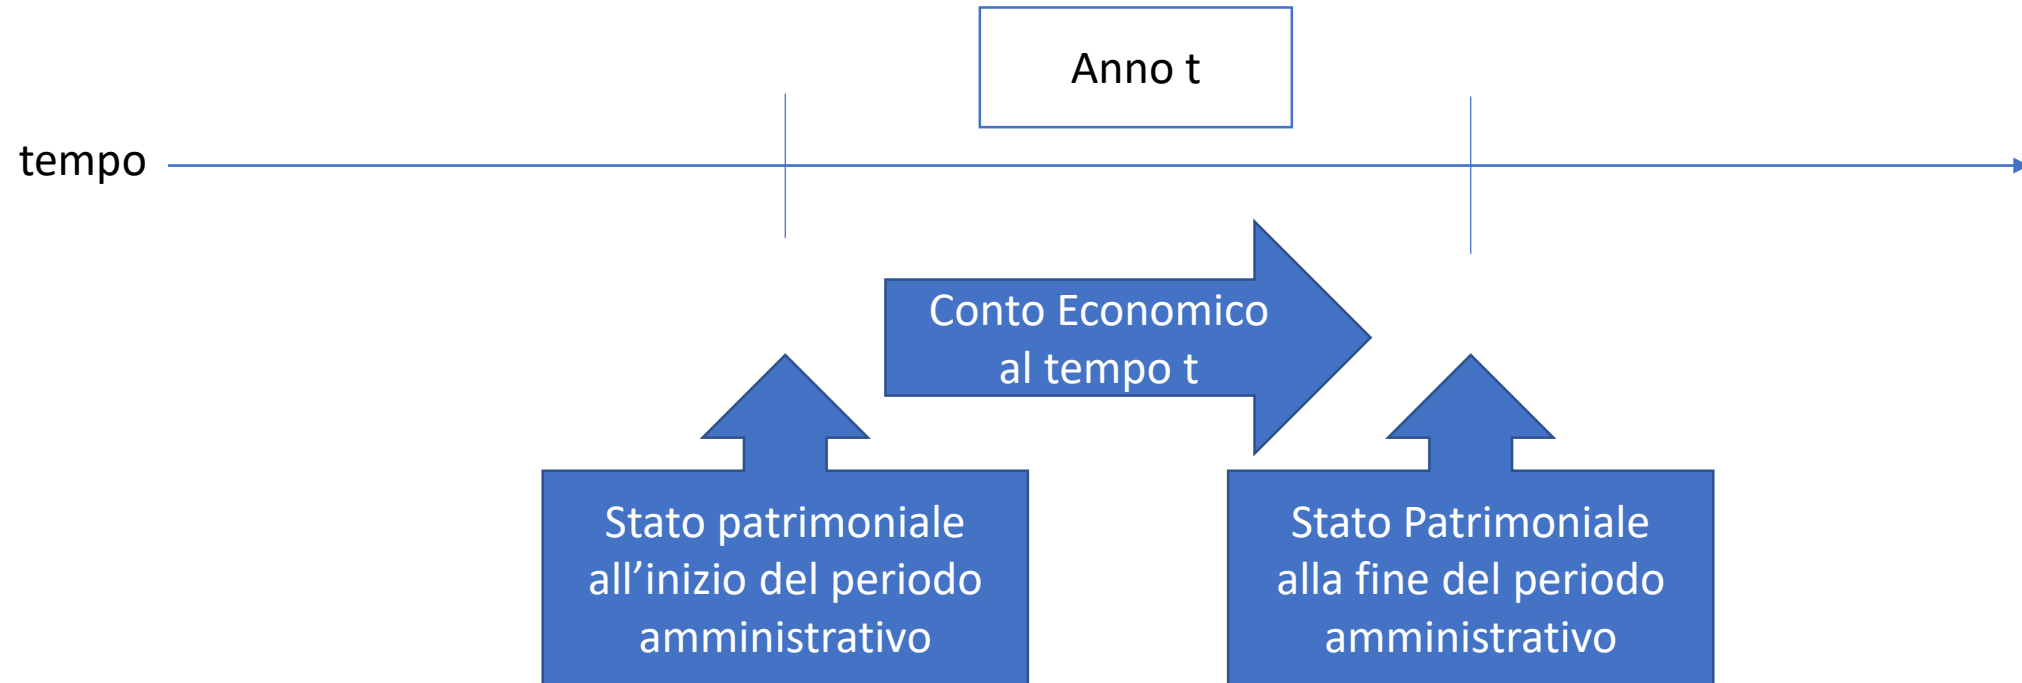 Anno t
tempo
Conto Economico
al tempo t
Stato patrimoniale
all’inizio del periodo
amministrativo
Stato Patrimoniale
alla fine del periodo
amministrativo